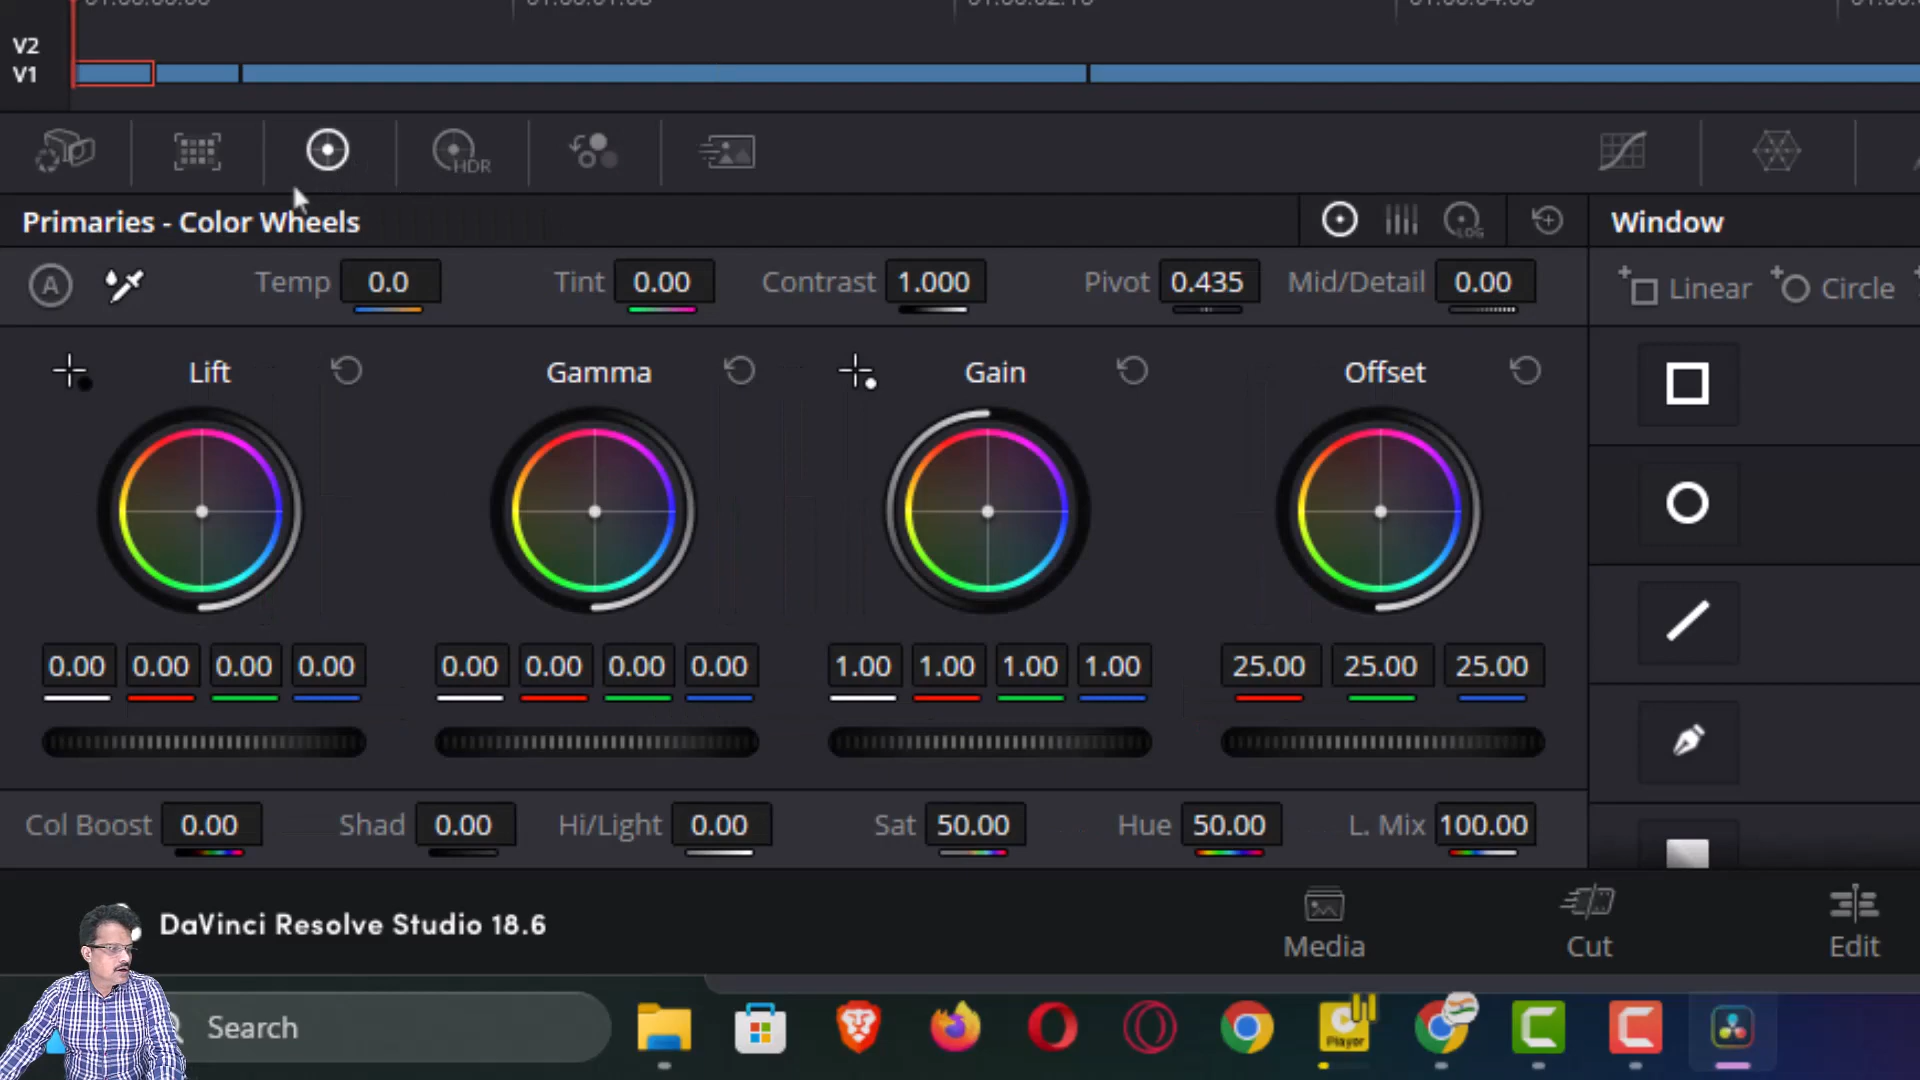 V2
V1
HDR
Primaries - Color Wheels
LOG
Window
A
Temp 0.0 Tint 0.00 Contrast 1.000 Pivot 0.435 Mid/Detail 0.00
Linear Circle
Lift Gamma Gain Offset
0.00 0.00 0.00 0.00 0.00 0.00 0.00 0.00 1.00 1.00 1.00 1.00 25.00 25.00 25.00
Col Boost 0.00 Shad 0.00 Hi/Light 0.00 Sat 50.00 Hue 50.00 L. Mix 100.00
DaVinci Resolve Studio 18.6
Media Cut Edit
Search
Player